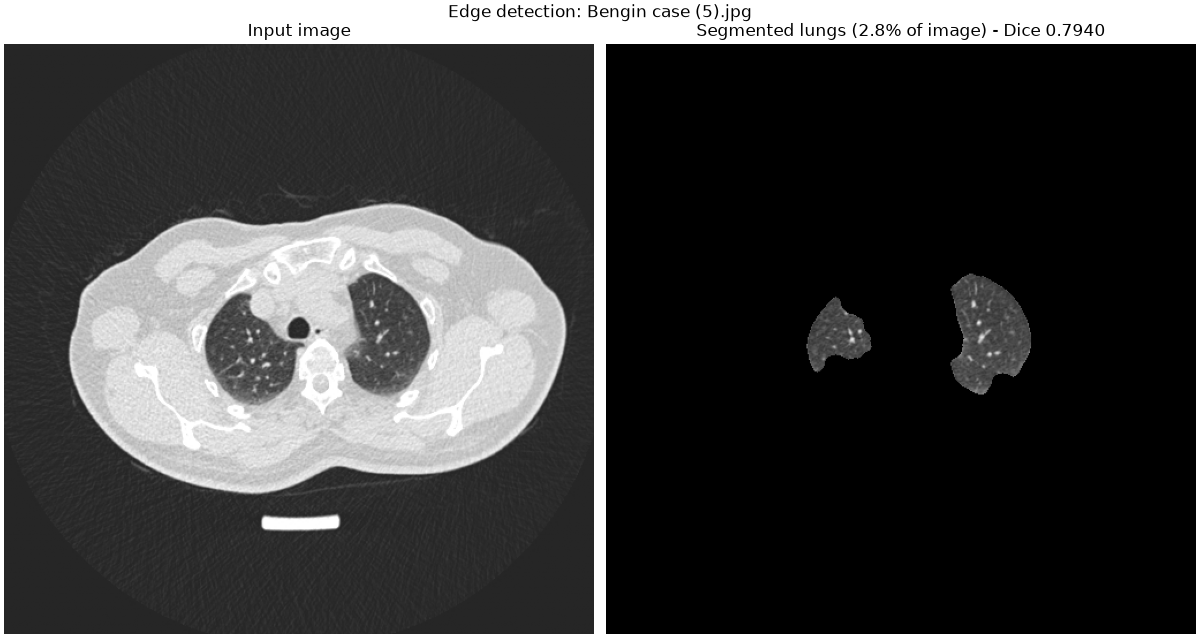 Edge detection: Bengin case (5).jpg
Input image
Segmented lungs (2.8% of image) - Dice 0.7940